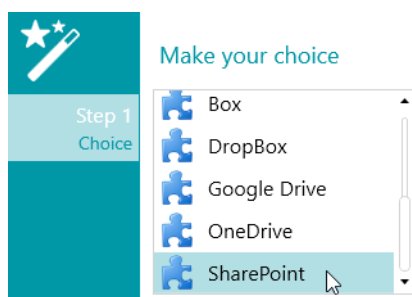 Make your choice
Step 1
Choice
Box
DropBox
Google Drive
OneDrive
SharePoint